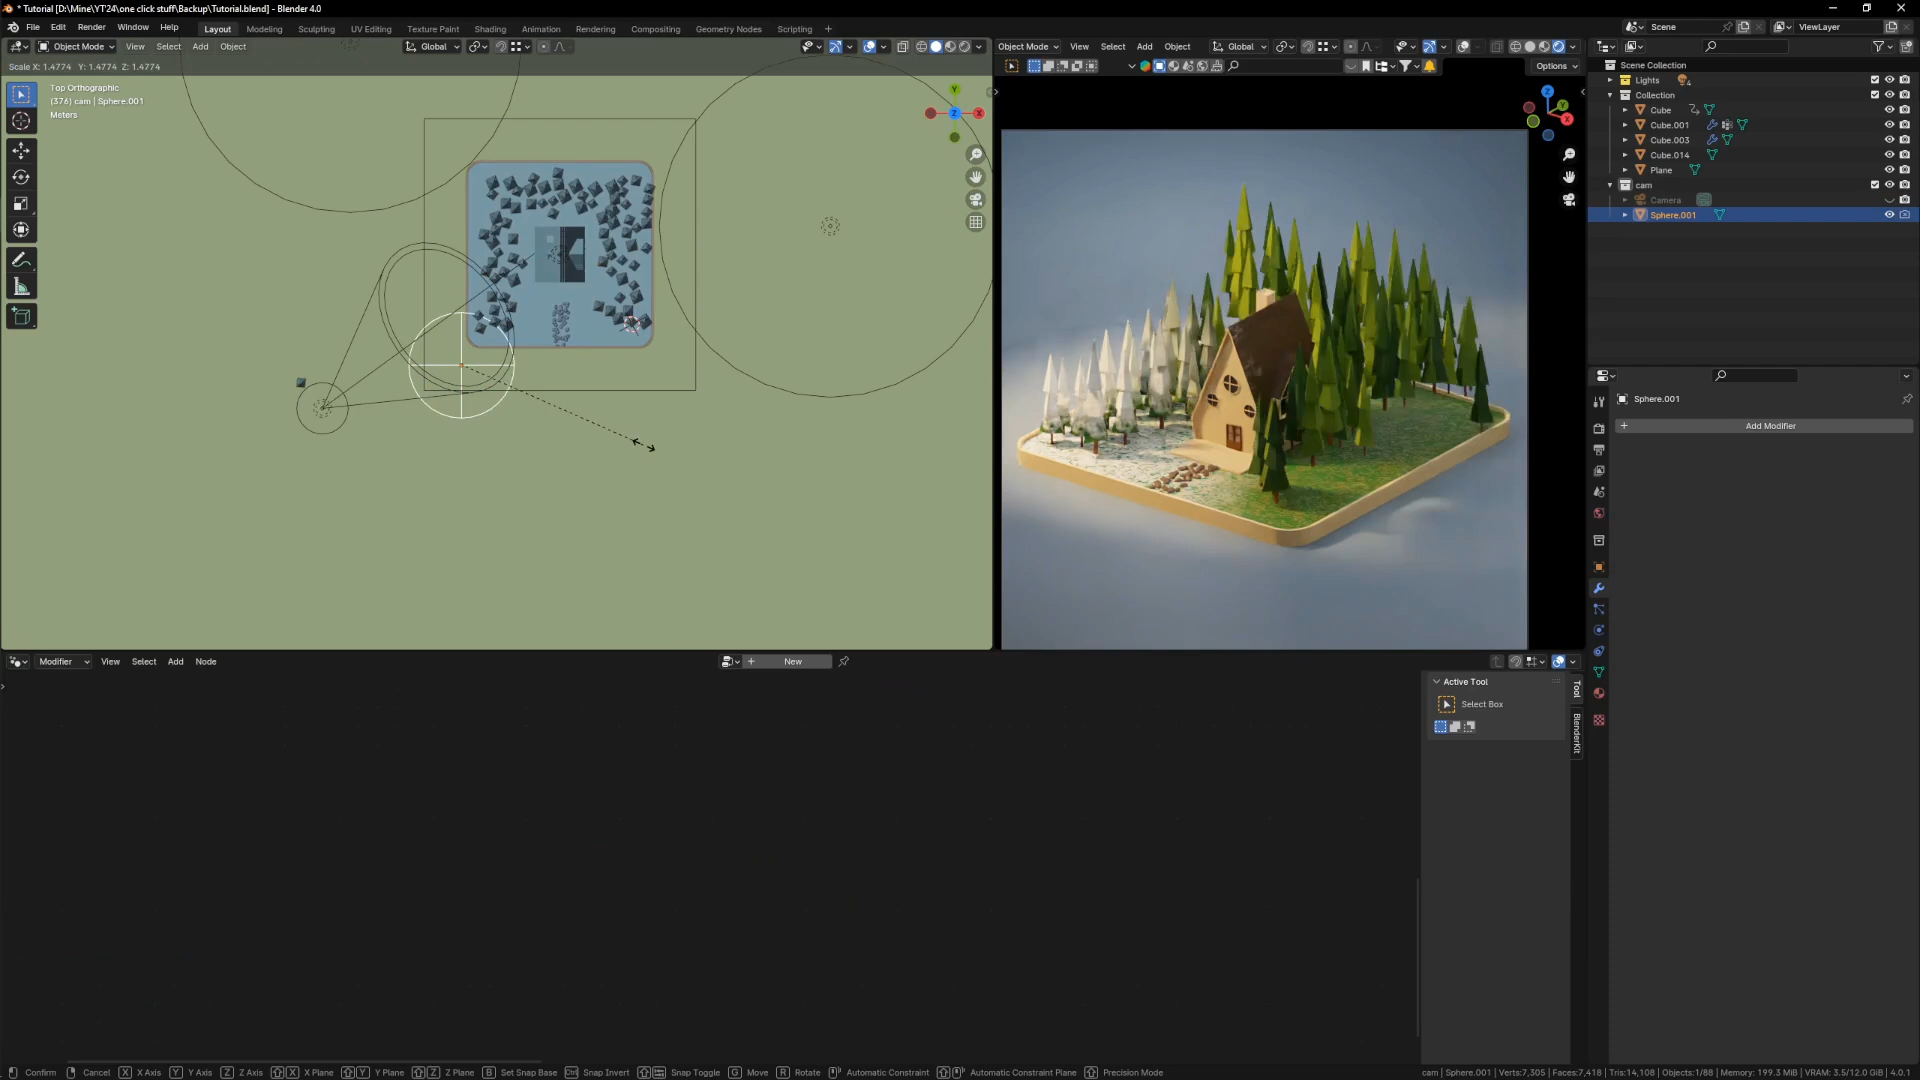 * Tutorial [D:\Mine\YT'24\one click stuff\Backup\Tutorial.blend] - Blender 4.0
File Edit Render Window Help Layout Modeling Sculpting UV Editing Texture Paint Shading Animation Rendering Compositing Geometry Nodes Scripting + Scene ViewLayer
Object Mode View Select Add Object Global Object Mode View Select Add Object Global
Scale X: 1.4774 Y: 1.4774 Z: 1.4774
Options
Top Orthographic
(376) cam | Sphere.001
Meters
Y
X
Z
Z
Y
X
Scene Collection
Lights 4
Collection
Cube
Cube.001
Cube.003
Cube.014
Plane
cam
Camera
Sphere.001
Sphere.001
+ Add Modifier
Modifier View Select Add Node + New
Active Tool
Select Box
Tool
BlenderKit
Confirm Cancel X X Axis Y Y Axis Z Z Axis X X Plane Y Y Plane Z Z Plane B Set Snap Base Ctrl Snap Invert Snap Toggle G Move R Rotate Automatic Constraint Automatic Constraint Plane Precision Mode
cam | Sphere.001 | Verts:7,305 | Faces:7,418 | Tris:14,108 | Objects:1/88 | Memory: 199.3 MiB | VRAM: 3.5/12.0 GiB | 4.0.1